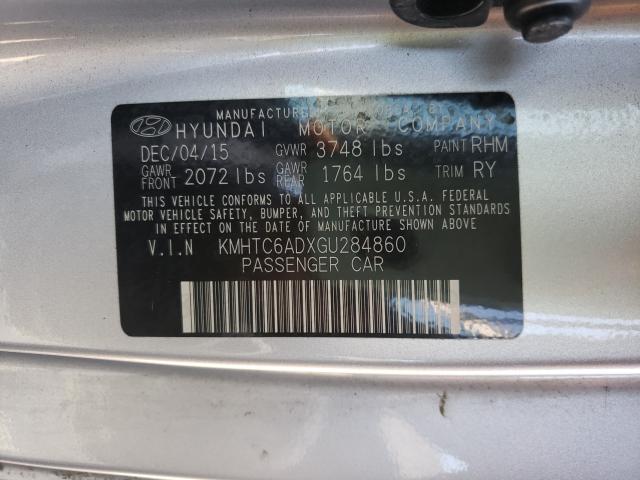 MANUFACTURED
HYUNDAI MOTOR COMPANY
DEC/04/15 GVWR 3748 lbs PAINT RHM
GAWR FRONT 2072 lbs GAWR REAR 1764 lbs TRIM RY
THIS VEHICLE CONFORMS TO ALL APPLICABLE U.S.A. FEDERAL
MOTOR VEHICLE SAFETY, BUMPER, AND THEFT PREVENTION STANDARDS
IN EFFECT ON THE DATE OF MANUFACTURE SHOWN ABOVE
V.I.N KMHTC6ADXGU284860
PASSENGER CAR